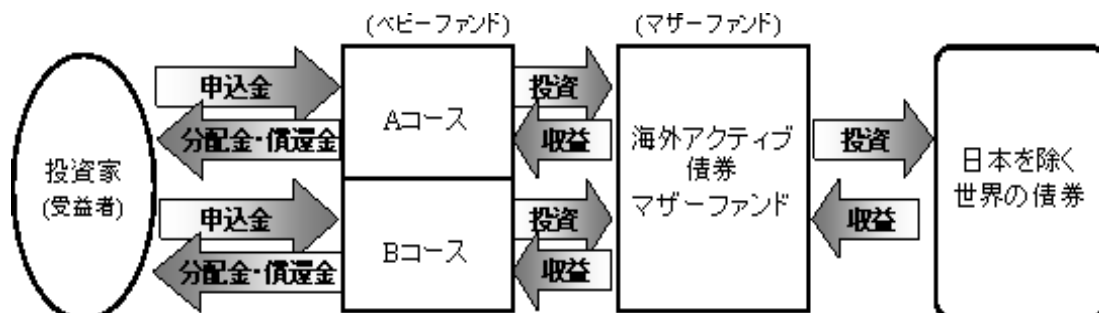 (ベビーファンド)
(マザーファンド)
申込金
投資
分配金・償還金
Aコース
収益
投資家
(受益者)
海外アクティブ
債券
マザーファンド
投資
日本を除く
世界の債券
申込金
投資
収益
分配金・償還金
Bコース
収益